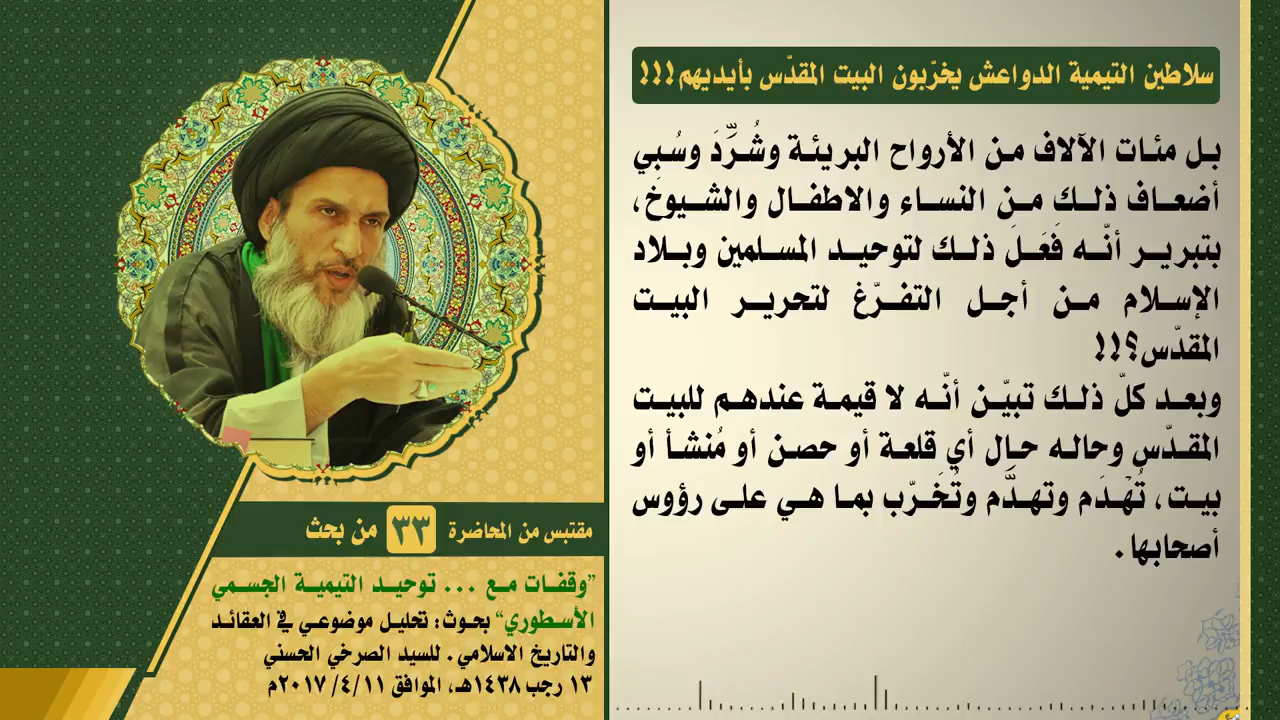 سلاطين التيمية الدواعش يخرّبون البيت المقدّس بأيديهم!!!
بل مئات الآلاف من الأرواح البريئة وشُرِّدَ وسُبِي
أضعاف ذلك من النساء والاطفال والشيوخ،
بتبرير أنّه فَعَلَ ذلك لتوحيد المسلمين وبلاد
الإسلام من أجل التفرّغ لتحرير البيت
المقدّس؟!!
وبعد كلّ ذلك تبيّن أنّه لا قيمة عندهم للبيت
المقدّس وحاله حال أي قلعة أو حصن أو مُنشأ أو
بيت، تُهْدَم وتهدَّم وتُخَرّب بما هي على رؤوس
أصحابها.
مقتبس من المحاضرة ٣٣ من بحث
"وقفات مع ... توحيد التيمية الجسمي
الأسطوري" بحوث: تحليل موضوعي في العقائد
والتاريخ الاسلامي. للسيد الصرخي الحسني
١٣ رجب ١٤٣٨هـ، الموافق ٢٠١٧/٤/١١م